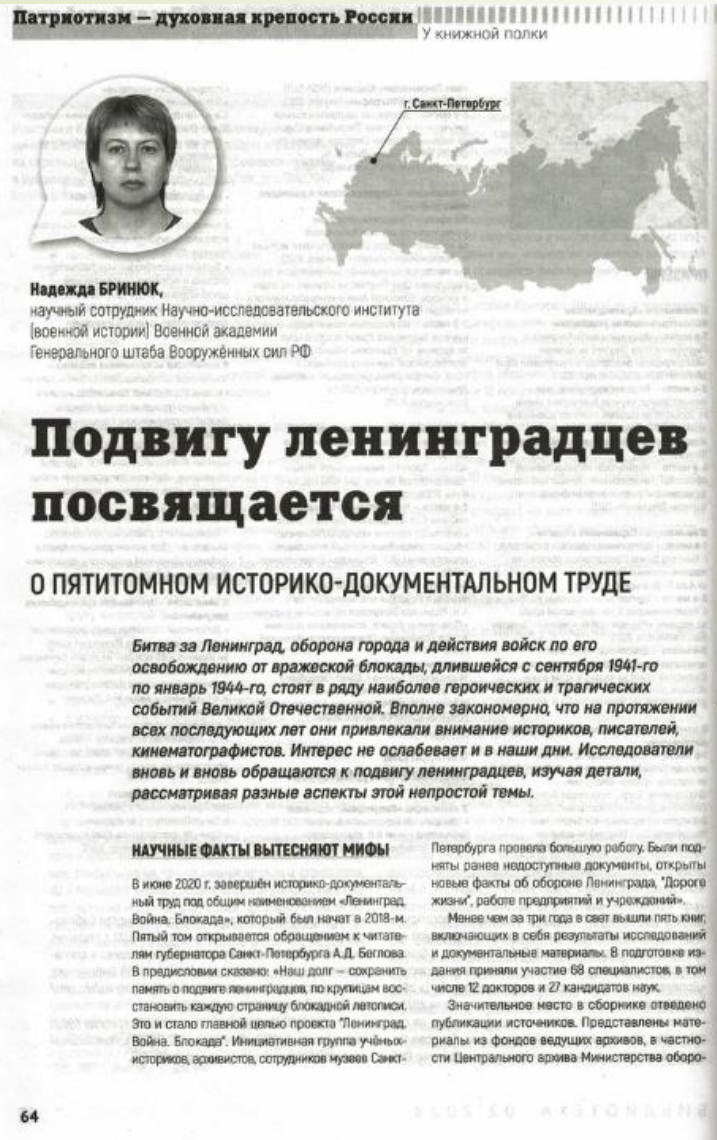 Патриотизм — духовная крепость России
У книжной полки
г. Санкт-Петербург
Надежда БРИНЮК,
научный сотрудник Научно-исследовательского института
(военной истории) Военной академии
Генерального штаба Вооружённых сил РФ
Подвигу ленинградцев
посвящается
О ПЯТИТОМНОМ ИСТОРИКО-ДОКУМЕНТАЛЬНОМ ТРУДЕ
Битва за Ленинград, оборона города и действия войск по его
освобождению от вражеской блокады, длившейся с сентября 1941-го
по январь 1944-го, стоят в ряду наиболее героических и трагических
событий Великой Отечественной. Вполне закономерно, что на протяжении
всех последующих лет они привлекали внимание историков, писателей,
кинематографистов. Интерес не ослабевает и в наши дни. Исследователи
вновь и вновь обращаются к подвигу ленинградцев, изучая детали,
рассматривая разные аспекты этой непростой темы.
НАУЧНЫЕ ФАКТЫ ВЫТЕСНЯЮТ МИФЫ
В июне 2020 г. завершён историко-документаль-
ный труд под общим наименованием «Ленинград.
Война. Блокада», который был начат в 2018-м.
Пятый том открывается обращением к читате-
лям губернатора Санкт-Петербурга А.Д. Беглова.
В предисловии сказано: «Наш долг – сохранить
память о подвиге ленинградцев, по крупицам вос-
становить каждую страницу блокадной летописи.
Это и стало главной целью проекта "Ленинград.
Война. Блокада". Инициативная группа учёных-
историков, архивистов, сотрудников музеев Санкт-
Петербурга провела большую работу. Были под-
няты ранее недоступные документы, открыты
новые факты об обороне Ленинграда, "Дороге
жизни", работе предприятий и учреждений».
Менее чем за три года в свет вышли пять книг,
включающих в себя результаты исследований
и документальные материалы. В подготовке из-
дания приняли участие 68 специалистов, в том
числе 12 докторов и 27 кандидатов наук.
Значительное место в сборнике отведено
публикации источников. Представлены мате-
риалы из фондов ведущих архивов, в частно-
сти Центрального архива Министерства оборо-
64